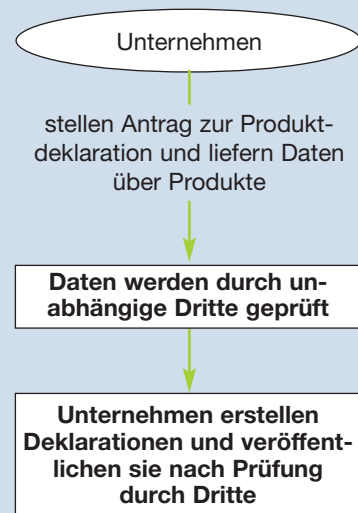 Unternehmen
stellen Antrag zur Produkt-
deklaration und liefern Daten
über Produkte
Daten werden durch un-
abhängige Dritte geprüft
Unternehmen erstellen
Deklarationen und veröffent-
lichen sie nach Prüfung
durch Dritte